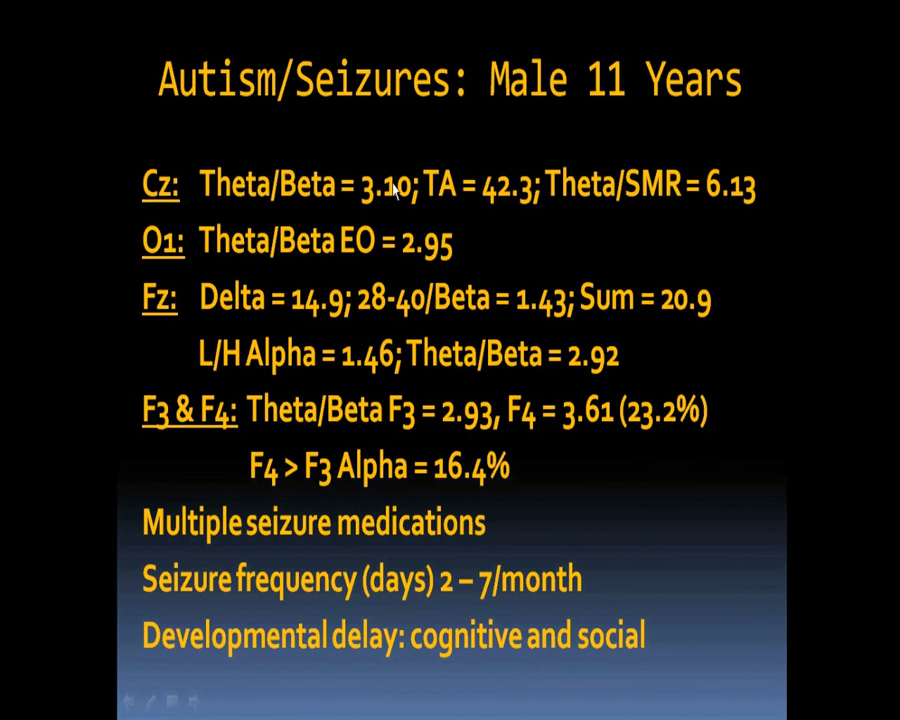 Autism/Seizures: Male 11 Years
Cz: Theta/Beta = 3.10; TA = 42.3; Theta/SMR = 6.13
O1: Theta/Beta EO = 2.95
Fz: Delta = 14.9; 28-40/Beta = 1.43; Sum = 20.9
L/H Alpha = 1.46; Theta/Beta = 2.92
F3 & F4: Theta/Beta F3 = 2.93, F4 = 3.61 (23.2%)
F4 > F3 Alpha = 16.4%
Multiple seizure medications
Seizure frequency (days) 2 – 7/month
Developmental delay: cognitive and social